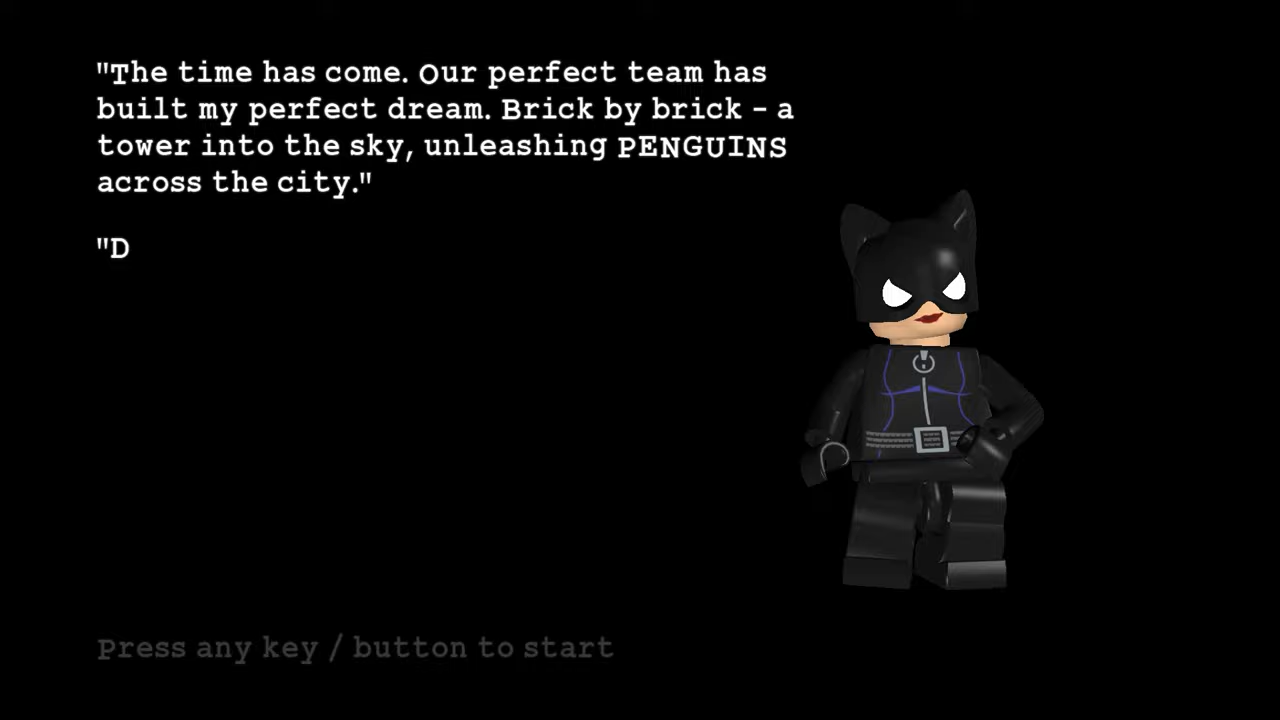 "The time has come. Our perfect team has
built my perfect dream. Brick by brick - a
tower into the sky, unleashing PENGUINS
across the city."
"D
Press any key / button to start